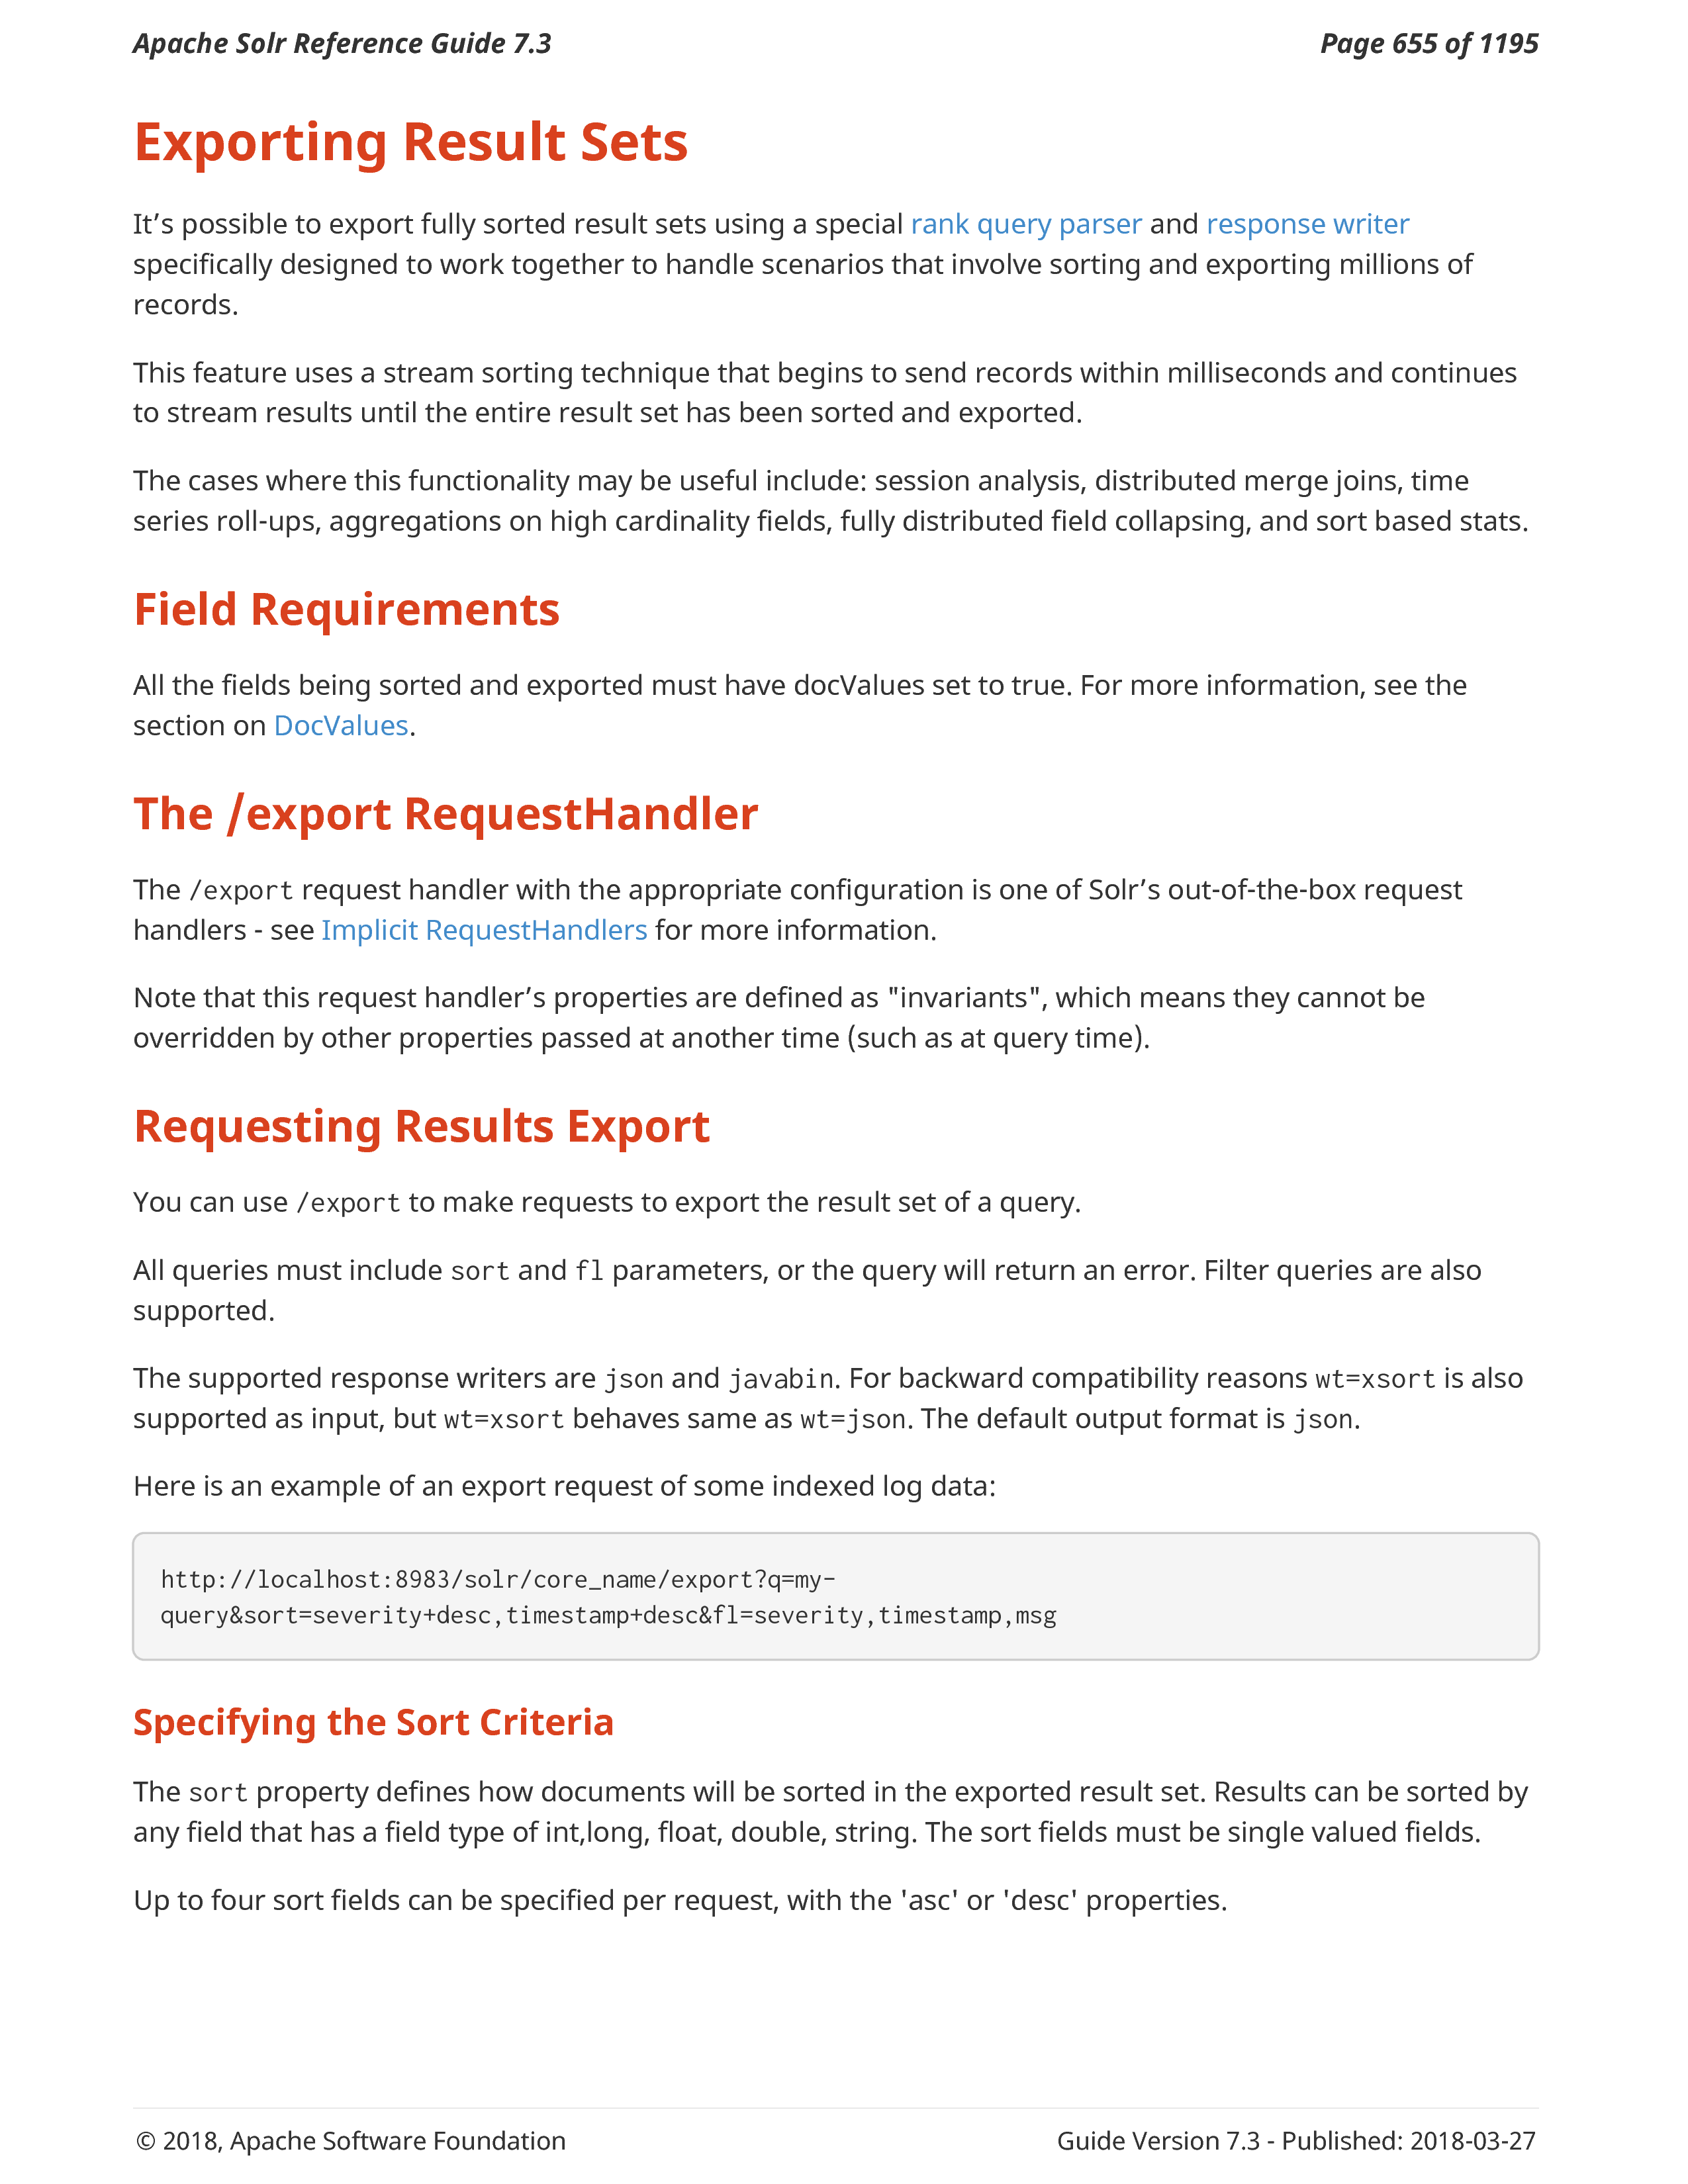 Apache Solr Reference Guide 7.3 Page 655 of 1195
Exporting Result Sets
It’s possible to export fully sorted result sets using a special rank query parser and response writer
specifically designed to work together to handle scenarios that involve sorting and exporting millions of
records.
This feature uses a stream sorting technique that begins to send records within milliseconds and continues
to stream results until the entire result set has been sorted and exported.
The cases where this functionality may be useful include: session analysis, distributed merge joins, time
series roll-ups, aggregations on high cardinality fields, fully distributed field collapsing, and sort based stats.
Field Requirements
All the fields being sorted and exported must have docValues set to true. For more information, see the
section on DocValues.
The /export RequestHandler
The /export request handler with the appropriate configuration is one of Solr’s out-of-the-box request
handlers - see Implicit RequestHandlers for more information.
Note that this request handler’s properties are defined as "invariants", which means they cannot be
overridden by other properties passed at another time (such as at query time).
Requesting Results Export
You can use /export to make requests to export the result set of a query.
All queries must include sort and fl parameters, or the query will return an error. Filter queries are also
supported.
The supported response writers are json and javabin. For backward compatibility reasons wt=xsort is also
supported as input, but wt=xsort behaves same as wt=json. The default output format is json.
Here is an example of an export request of some indexed log data:
http://localhost:8983/solr/core_name/export?q=my-
query&sort=severity+desc,timestamp+desc&fl=severity,timestamp,msg
Specifying the Sort Criteria
The sort property defines how documents will be sorted in the exported result set. Results can be sorted by
any field that has a field type of int,long, float, double, string. The sort fields must be single valued fields.
Up to four sort fields can be specified per request, with the 'asc' or 'desc' properties.
© 2018, Apache Software Foundation Guide Version 7.3 - Published: 2018-03-27